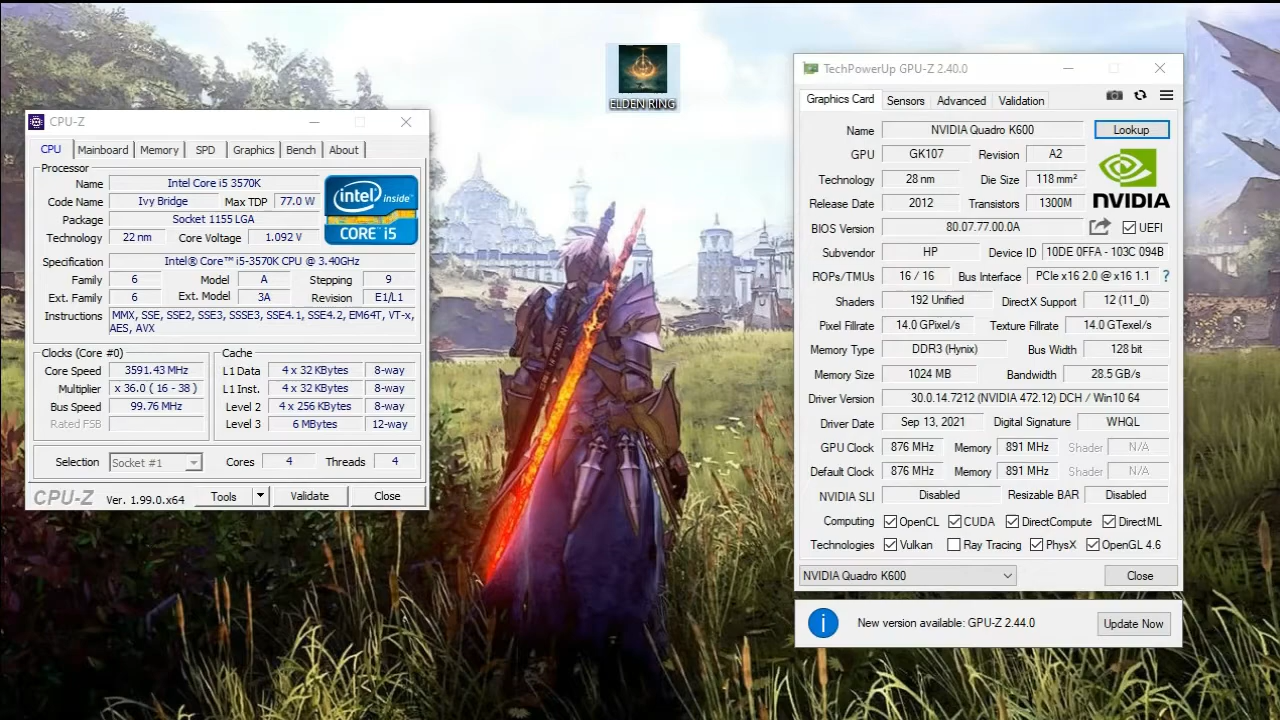 ELDEN RING
CPU-Z
CPU Mainboard Memory SPD Graphics Bench About
Processor
Name Intel Core i5 3570K
Code Name Ivy Bridge Max TDP 77.0 W
Package Socket 1155 LGA
Technology 22 nm Core Voltage 1.092 V
intel inside™
CORE™ i5
Specification Intel® Core™ i5-3570K CPU @ 3.40GHz
Family 6 Model A Stepping 9
Ext. Family 6 Ext. Model 3A Revision E1/L1
Instructions MMX, SSE, SSE2, SSE3, SSSE3, SSE4.1, SSE4.2, EM64T, VT-x,
AES, AVX
Clocks (Core #0)
Core Speed 3591.43 MHz
Multiplier x 36.0 ( 16 - 38 )
Bus Speed 99.76 MHz
Rated FSB
Cache
L1 Data 4 x 32 KBytes 8-way
L1 Inst. 4 x 32 KBytes 8-way
Level 2 4 x 256 KBytes 8-way
Level 3 6 MBytes 12-way
Selection Socket #1 Cores 4 Threads 4
CPU-Z Ver. 1.99.0.x64 Tools Validate Close
TechPowerUp GPU-Z 2.40.0
Graphics Card Sensors Advanced Validation
Name NVIDIA Quadro K600 Lookup
GPU GK107 Revision A2
Technology 28 nm Die Size 118 mm²
NVIDIA
Release Date 2012 Transistors 1300M
BIOS Version 80.07.77.00.0A UEFI
Subvendor HP Device ID 10DE 0FFA - 103C 094B
ROPs/TMUs 16 / 16 Bus Interface PCIe x16 2.0 @ x16 1.1 ?
Shaders 192 Unified DirectX Support 12 (11_0)
Pixel Fillrate 14.0 GPixel/s Texture Fillrate 14.0 GTexel/s
Memory Type DDR3 (Hynix) Bus Width 128 bit
Memory Size 1024 MB Bandwidth 28.5 GB/s
Driver Version 30.0.14.7212 (NVIDIA 472.12) DCH / Win10 64
Driver Date Sep 13, 2021 Digital Signature WHQL
GPU Clock 876 MHz Memory 891 MHz Shader N/A
Default Clock 876 MHz Memory 891 MHz Shader N/A
NVIDIA SLI Disabled Resizable BAR Disabled
Computing OpenCL CUDA DirectCompute DirectML
Technologies Vulkan Ray Tracing PhysX OpenGL 4.6
NVIDIA Quadro K600 Close
New version available: GPU-Z 2.44.0 Update Now